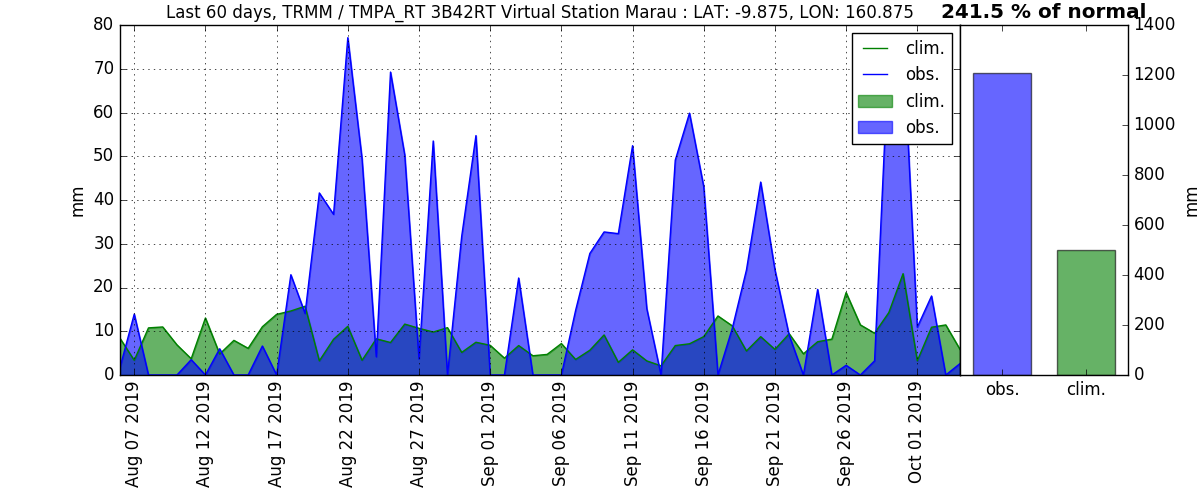 Last 60 days, TRMM / TMPA_RT 3B42RT Virtual Station Marau : LAT: -9.875, LON: 160.875
241.5 % of normal
80
70
60
50
40
30
20
10
0
mm
clim.
obs.
clim.
obs.
1400
1200
1000
800
600
400
200
0
mm
Aug 07 2019
Aug 12 2019
Aug 17 2019
Aug 22 2019
Aug 27 2019
Sep 01 2019
Sep 06 2019
Sep 11 2019
Sep 16 2019
Sep 21 2019
Sep 26 2019
Oct 01 2019
obs.
clim.